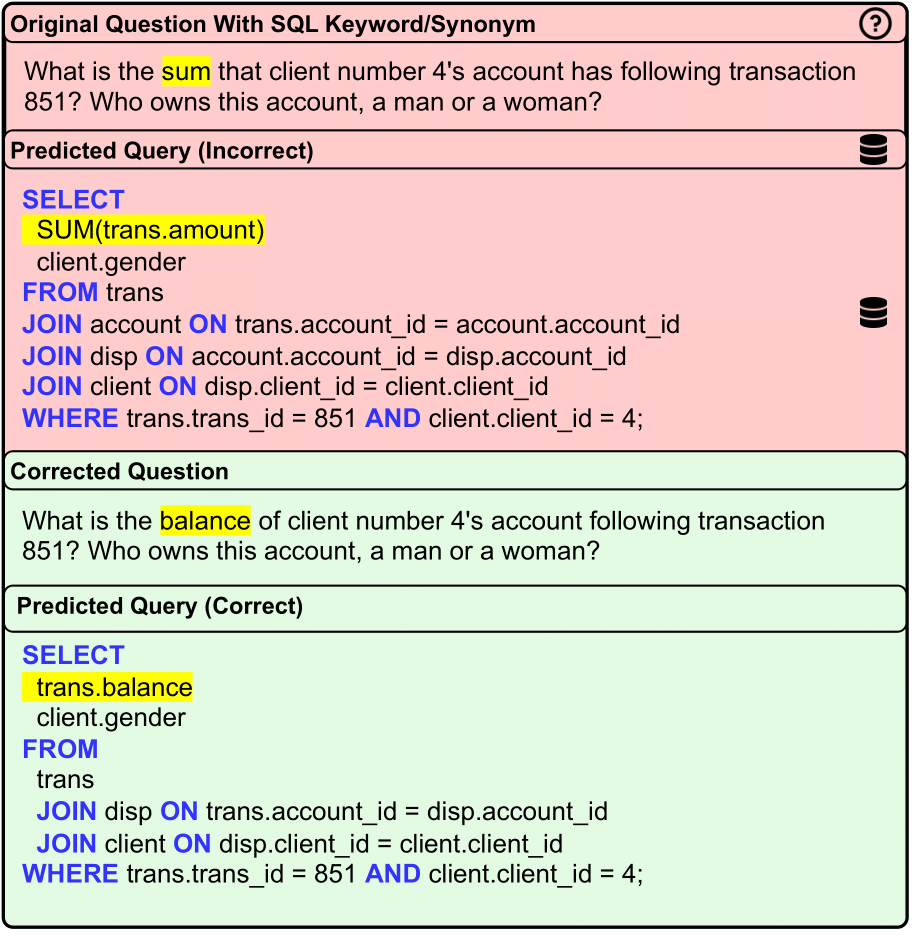 Original Question With SQL Keyword/Synonym
What is the sum that client number 4's account has following transaction
851? Who owns this account, a man or a woman?
Predicted Query (Incorrect)
SELECT
SUM(trans.amount)
client.gender
FROM trans
JOIN account ON trans.account_id = account.account_id
JOIN disp ON account.account_id = disp.account_id
JOIN client ON disp.client_id = client.client_id
WHERE trans.trans_id = 851 AND client.client_id = 4;
Corrected Question
What is the balance of client number 4's account following transaction
851? Who owns this account, a man or a woman?
Predicted Query (Correct)
SELECT
trans.balance
client.gender
FROM
trans
JOIN disp ON trans.account_id = disp.account_id
JOIN client ON disp.client_id = client.client_id
WHERE trans.trans_id = 851 AND client.client_id = 4;